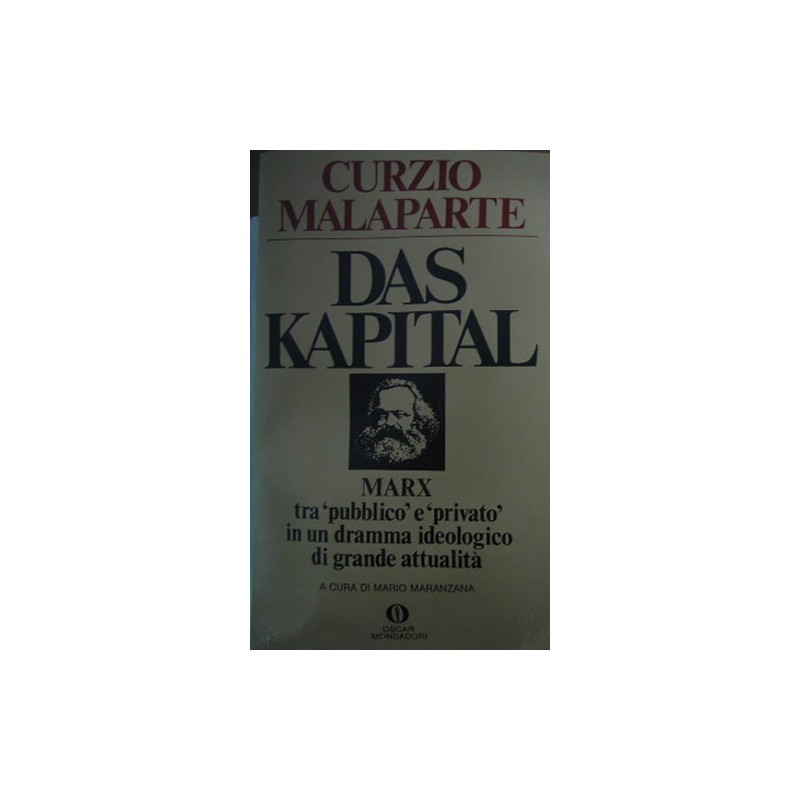 CURZIO
MALAPARTE
DAS
KAPITAL
MARX
tra ‘pubblico’ e ‘privato’
in un dramma ideologico
di grande attualità
A CURA DI MARIO MARANZANA
OSCAR
MONDADORI